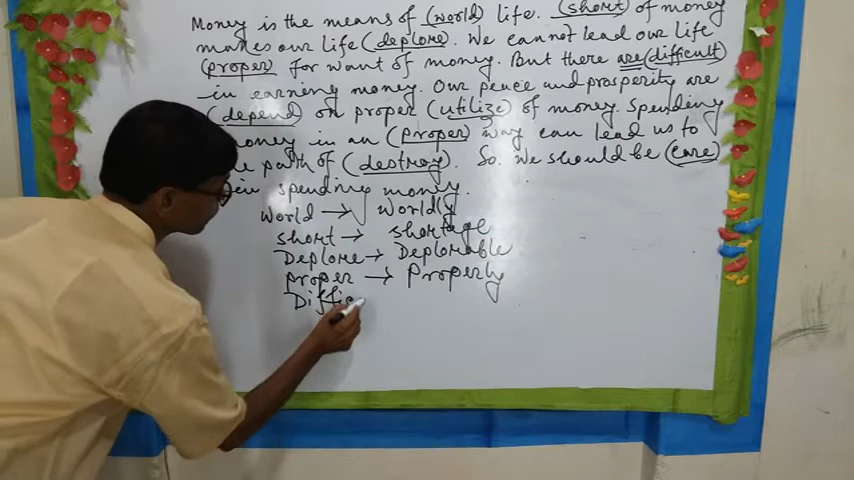 Money is the means of (world) life. (short) of money
makes our life (deplore). We cannot lead our life
(proper) for want of money. But there are (difficult)
in earning money. Our peace and prosperity are
(depend) on proper (utilize) of money. Spending
money in an (proper) way can lead us to
path of (destroy). So we should be (care)
in spending money.
World → Worldly
short → shortage
Deplore → Deplorable
proper → Properly
Diffic